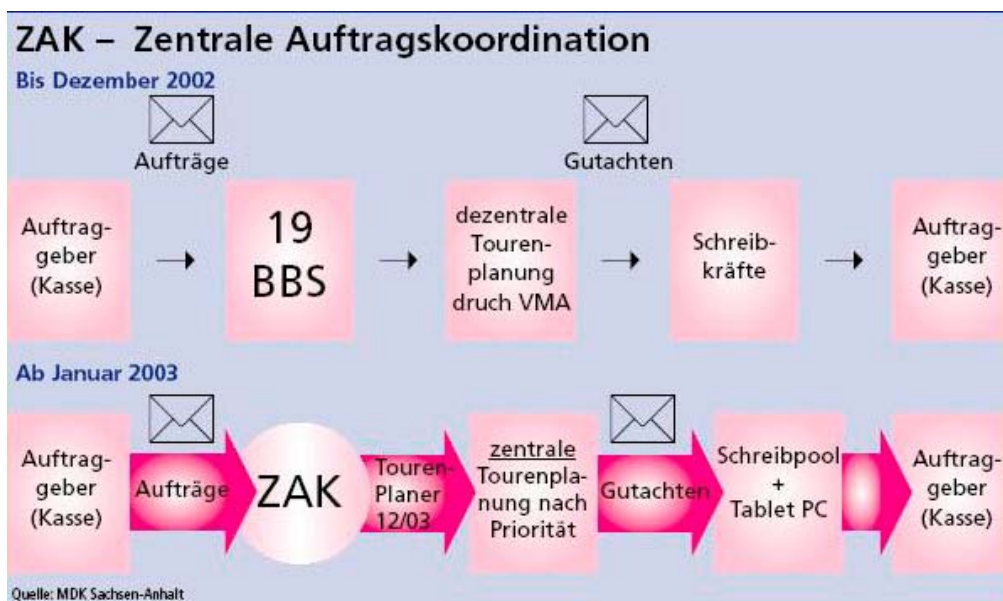 ZAK – Zentrale Auftragskoordination
Bis Dezember 2002
Aufträge
Gutachten
Auftrag-
geber
(Kasse)
19
BBS
dezentrale
Touren-
planung
druch VMA
Schreib-
kräfte
Auftrag-
geber
(Kasse)
Ab Januar 2003
Auftrag-
geber
(Kasse)
Aufträge
ZAK
Touren-
Planer
12/03
zentrale
Tourenpla-
nung nach
Priorität
Gutachten
Schreibpool
+
Tablet PC
Auftrag-
geber
(Kasse)
Quelle: MDK Sachsen-Anhalt